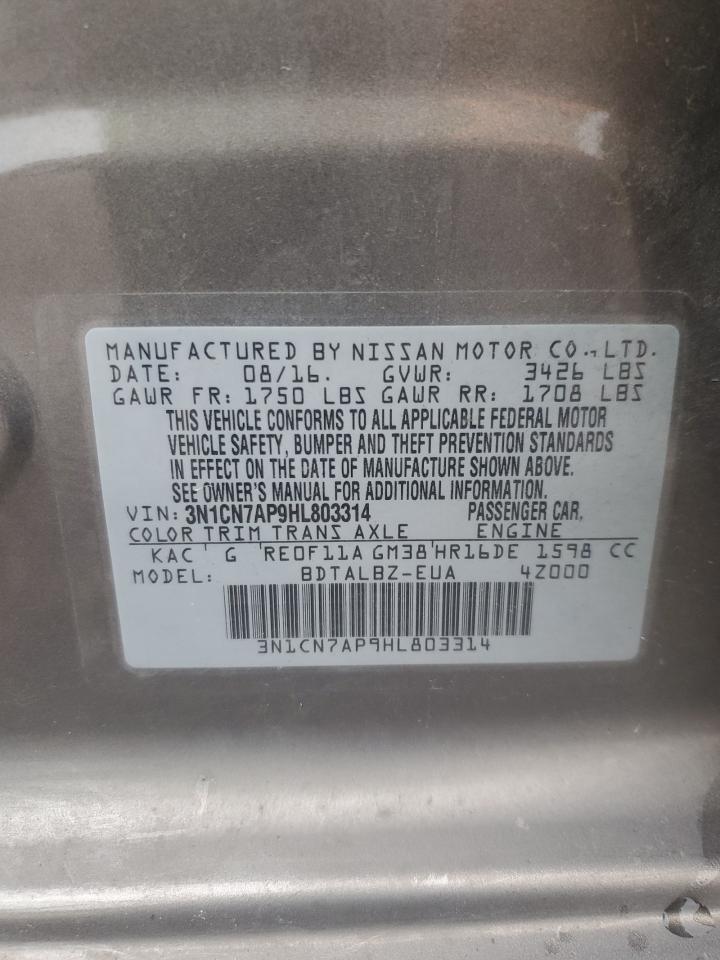 MANUFACTURED BY NISSAN MOTOR CO., LTD.
DATE: 08/16. GVWR: 3426 LBS
GAWR FR: 1750 LBS GAWR RR: 1708 LBS
THIS VEHICLE CONFORMS TO ALL APPLICABLE FEDERAL MOTOR
VEHICLE SAFETY, BUMPER AND THEFT PREVENTION STANDARDS
IN EFFECT ON THE DATE OF MANUFACTURE SHOWN ABOVE.
SEE OWNER'S MANUAL FOR ADDITIONAL INFORMATION.
VIN: 3N1CN7AP9HL803314 PASSENGER CAR,
COLOR TRIM TRANS AXLE ENGINE
KAC G RE0F11A GM38 HR16DE 1598 CC
MODEL: BDTALBZ-EUA 4Z000
3N1CN7AP9HL803314